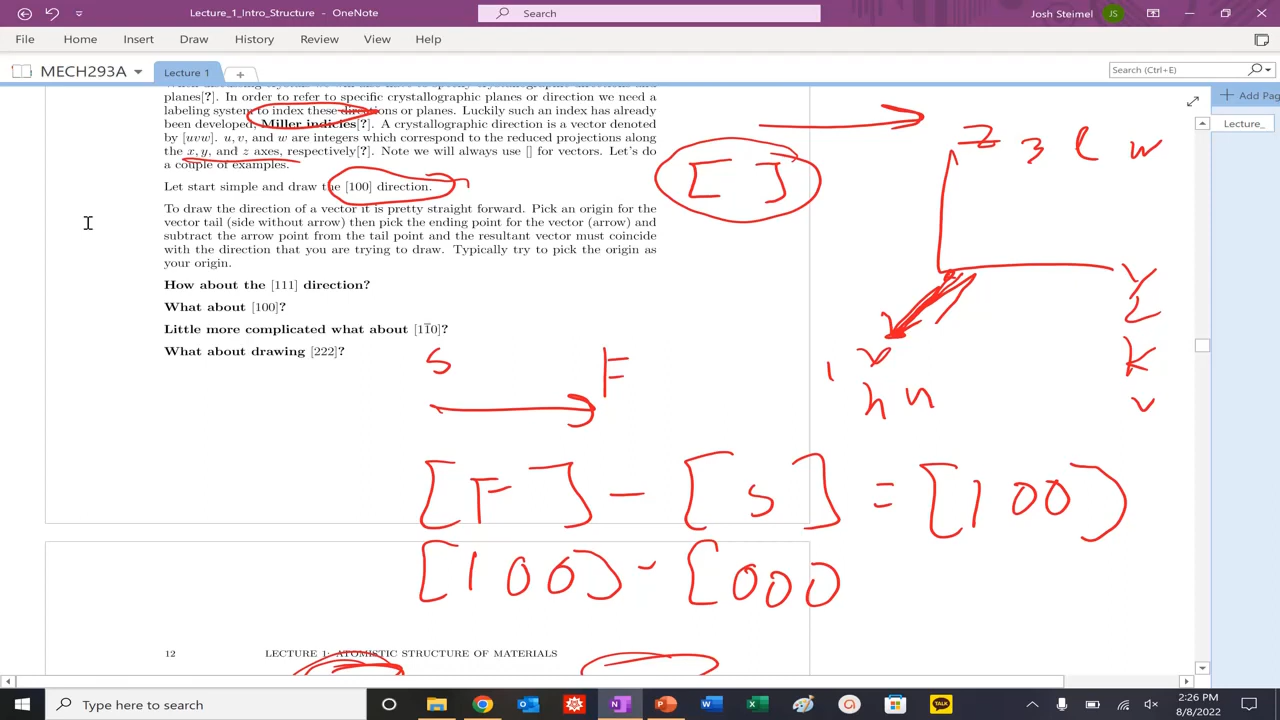 Lecture_1_Intro_Structure - OneNote
Search
Josh Steimel
JS
File Home Insert Draw History Review View Help
MECH293A
Lecture 1
Search (Ctrl+E)
Add Pag
Lecture_
planes[?]. In order to refer to specific crystallographic planes or direction we need a
labeling system to index these directions or planes. Luckily such an index has already
been developed, Miller indicies[?]. A crystallographic direction is a vector denoted
by [uvw]. u, v, and w are integers which correspond to the reduced projections along
the x, y, and z axes, respectively[?]. Note we will always use [] for vectors. Let's do
a couple of examples.
Let start simple and draw the [100] direction.
To draw the direction of a vector it is pretty straight forward. Pick an origin for the
vector tail (side without arrow) then pick the ending point for the vector (arrow) and
subtract the arrow point from the tail point and the resultant vector must coincide
with the direction that you are trying to draw. Typically try to pick the origin as
your origin.
How about the [111] direction?
What about [100]?
Little more complicated what about [11̅0]?
What about drawing [222]?
[ ]
z 3 l w
y
2
k
v
1
h u
S
F
[F] - [S] = [100]
[100] - [000
12 LECTURE 1: ATOMISTIC STRUCTURE OF MATERIALS
Type here to search
TALK
2:26 PM
8/8/2022